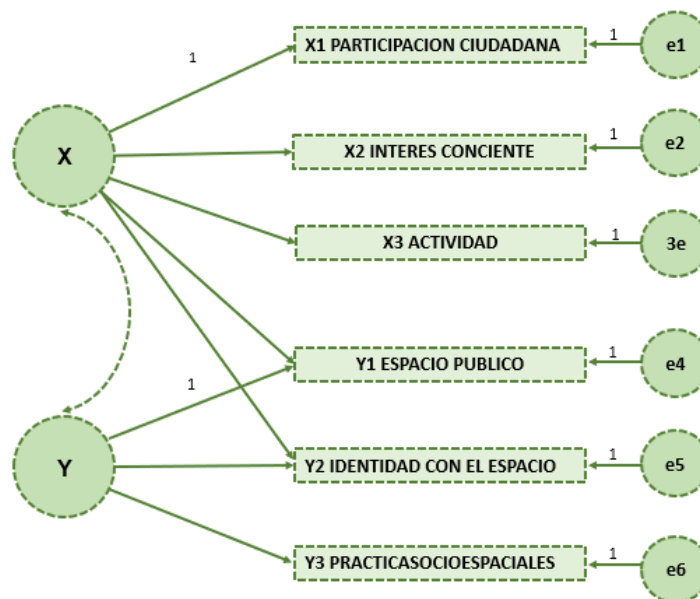 1
X1 PARTICIPACION CIUDADANA
1
e1
X
X2 INTERES CONCIENTE
1
e2
X3 ACTIVIDAD
1
3e
1
Y1 ESPACIO PUBLICO
1
e4
Y
Y2 IDENTIDAD CON EL ESPACIO
1
e5
Y3 PRACTICASOCIOESPACIALES
1
e6